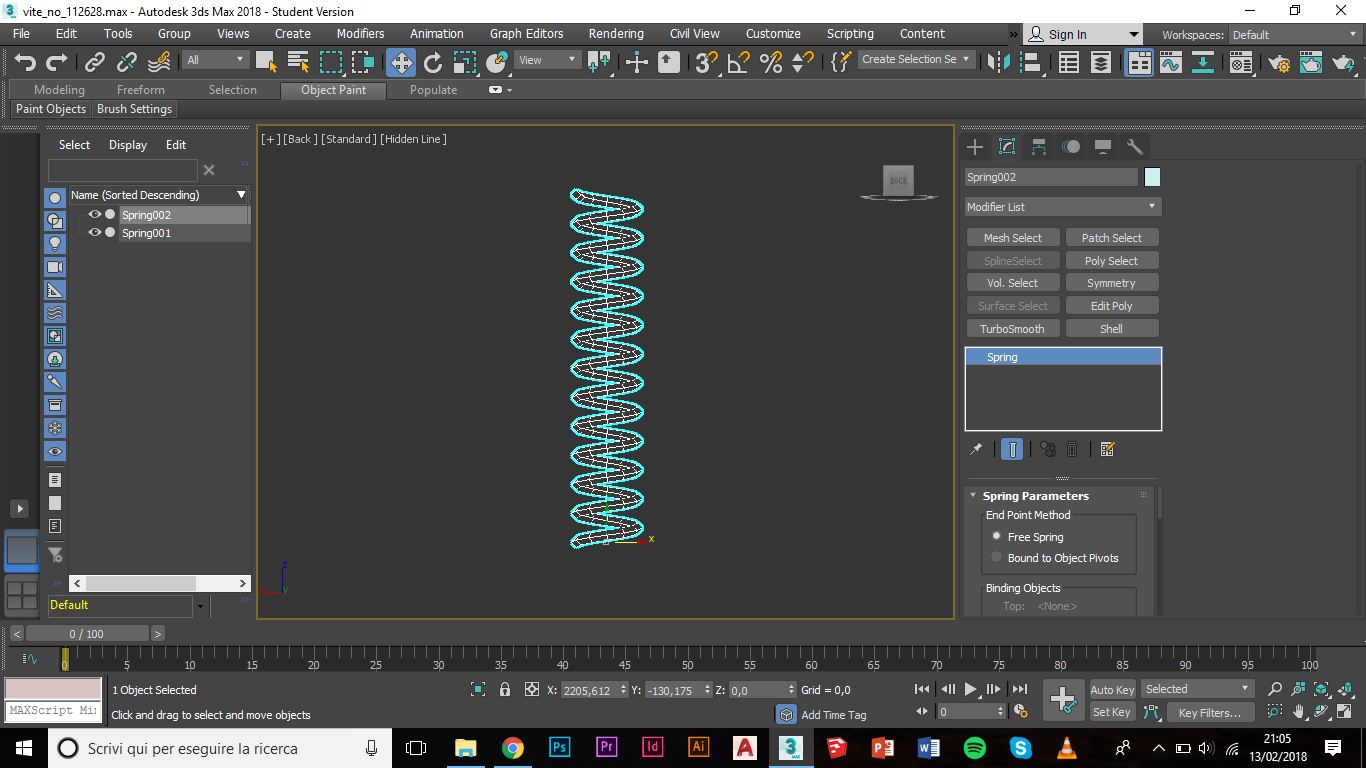 vite_no_112628.max - Autodesk 3ds Max 2018 - Student Version
File Edit Tools Group Views Create Modifiers Animation Graph Editors Rendering Civil View Customize Scripting Content » Sign In Workspaces: Default
All View Create Selection Se
Modeling Freeform Selection Object Paint Populate
Paint Objects Brush Settings
Select Display Edit
[+] [Back ] [Standard ] [Hidden Line ]
BACK
Spring002
Name (Sorted Descending)
Spring002
Spring001
Modifier List
Mesh Select Patch Select
SplineSelect Poly Select
Vol. Select Symmetry
Surface Select Edit Poly
TurboSmooth Shell
Spring
Spring Parameters
End Point Method
Free Spring
Bound to Object Pivots
Binding Objects
Top: <None>
x
z
y
Default
< 0 / 100 >
0 5 10 15 20 25 30 35 40 45 50 55 60 65 70 75 80 85 90 95 100
1 Object Selected X: 2205,612 Y: -130,175 Z: 0,0 Grid = 0,0 Auto Key Selected
MAXScript Mi
Click and drag to select and move objects Add Time Tag 0 Set Key Key Filters...
Scrivi qui per eseguire la ricerca
Ps Pr Id Ai A 3 MAX P W S
21:05
13/02/2018